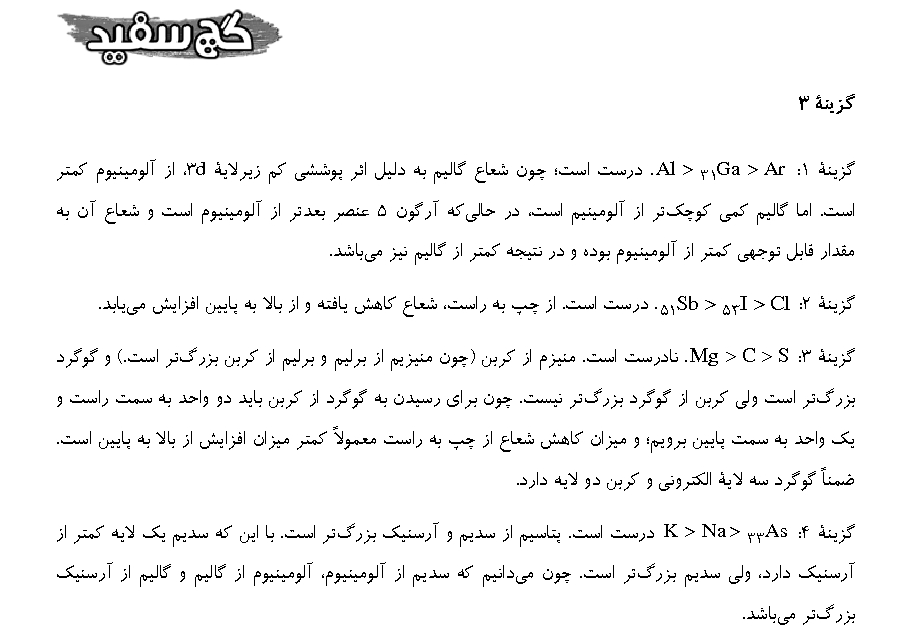 گچ سفید
گزینهٔ ۳
گزینهٔ ۱: Al > ₃₁Ga > Ar. درست است؛ چون شعاع گالیم به دلیل اثر پوششی کم زیرلایهٔ ۳d، از آلومینیوم کمتر
است. اما گالیم کمی کوچک‌تر از آلومینیم است، در حالی‌که آرگون ۵ عنصر بعدتر از آلومینیوم است و شعاع آن به
مقدار قابل توجهی کمتر از آلومینیوم بوده و در نتیجه کمتر از گالیم نیز می‌باشد.
گزینهٔ ۲: ₅₁Sb > ₅₃I > Cl. درست است. از چپ به راست، شعاع کاهش یافته و از بالا به پایین افزایش می‌یابد.
گزینهٔ ۳: Mg > C > S. نادرست است. منیزم از کربن (چون منیزیم از برلیم و برلیم از کربن بزرگ‌تر است.) و گوگرد
بزرگ‌تر است ولی کربن از گوگرد بزرگ‌تر نیست. چون برای رسیدن به گوگرد از کربن باید دو واحد به سمت راست و
یک واحد به سمت پایین برویم؛ و میزان کاهش شعاع از چپ به راست معمولاً کمتر میزان افزایش از بالا به پایین است.
ضمناً گوگرد سه لایهٔ الکترونی و کربن دو لایه دارد.
گزینهٔ ۴: K > Na> ₃₃As درست است. پتاسیم از سدیم و آرسنیک بزرگ‌تر است. با این که سدیم یک لایه کمتر از
آرسنیک دارد، ولی سدیم بزرگ‌تر است. چون می‌دانیم که سدیم از آلومینیوم، آلومینیوم از گالیم و گالیم از آرسنیک
بزرگ‌تر می‌باشد.